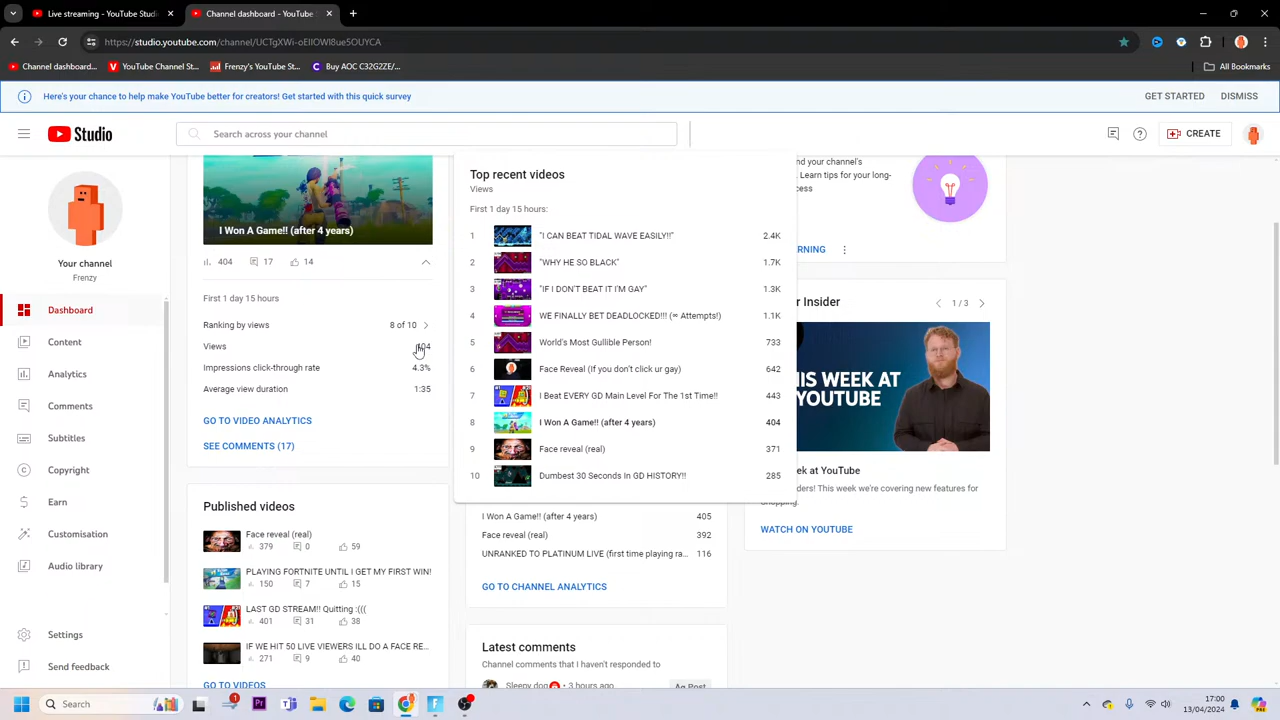 Live streaming - YouTube Studi
Channel dashboard - YouTube St
https://studio.youtube.com/channel/UCTgXWi-oEIlOWI8ue5OUYCA
Channel dashboard...
YouTube Channel St...
Frenzy's YouTube St...
Buy AOC C32G2ZE/...
All Bookmarks
Here's your chance to help make YouTube better for creators! Get started with this quick survey
GET STARTED
DISMISS
Studio
Search across your channel
CREATE
Your channel
Frenzy
Dashboard
Content
Analytics
Comments
Subtitles
Copyright
Earn
Customisation
Audio library
Settings
Send feedback
I Won A Game!! (after 4 years)
404 17 14
First 1 day 15 hours
Ranking by views 8 of 10
Views 404
Impressions click-through rate 4.3%
Average view duration 1:35
GO TO VIDEO ANALYTICS
SEE COMMENTS (17)
Published videos
Face reveal (real)
379 0 59
PLAYING FORTNITE UNTIL I GET MY FIRST WIN!
150 7 15
LAST GD STREAM!! Quitting :(((
401 31 38
IF WE HIT 50 LIVE VIEWERS ILL DO A FACE RE...
271 9 40
GO TO VIDEOS
Top recent videos
Views
First 1 day 15 hours:
1 "I CAN BEAT TIDAL WAVE EASILY!!" 2.4K
2 "WHY HE SO BLACK" 1.7K
3 "IF I DON'T BEAT IT I'M GAY" 1.3K
4 WE FINALLY BET DEADLOCKED!!! (∞ Attempts!) 1.1K
5 World's Most Gullible Person! 733
6 Face Reveal (If you don't click ur gay) 642
7 I Beat EVERY GD Main Level For The 1st Time!! 443
8 I Won A Game!! (after 4 years) 404
9 Face reveal (real) 371
10 Dumbest 30 Seconds In GD HISTORY!! 285
I Won A Game!! (after 4 years) 405
Face reveal (real) 392
UNRANKED TO PLATINUM LIVE (first time playing ra... 116
GO TO CHANNEL ANALYTICS
Latest comments
Channel comments that I haven't responded to
Sleepy dog • 3 hours ago
Ag Post
nd your channel's
Learn tips for your long-
ccess
RNING
r Insider
1 / 3
IS WEEK AT
YOUTUBE
ek at YouTube
ders! This week we're covering new features for
Shopping.
WATCH ON YOUTUBE
Search
1
17:00
13/04/2024